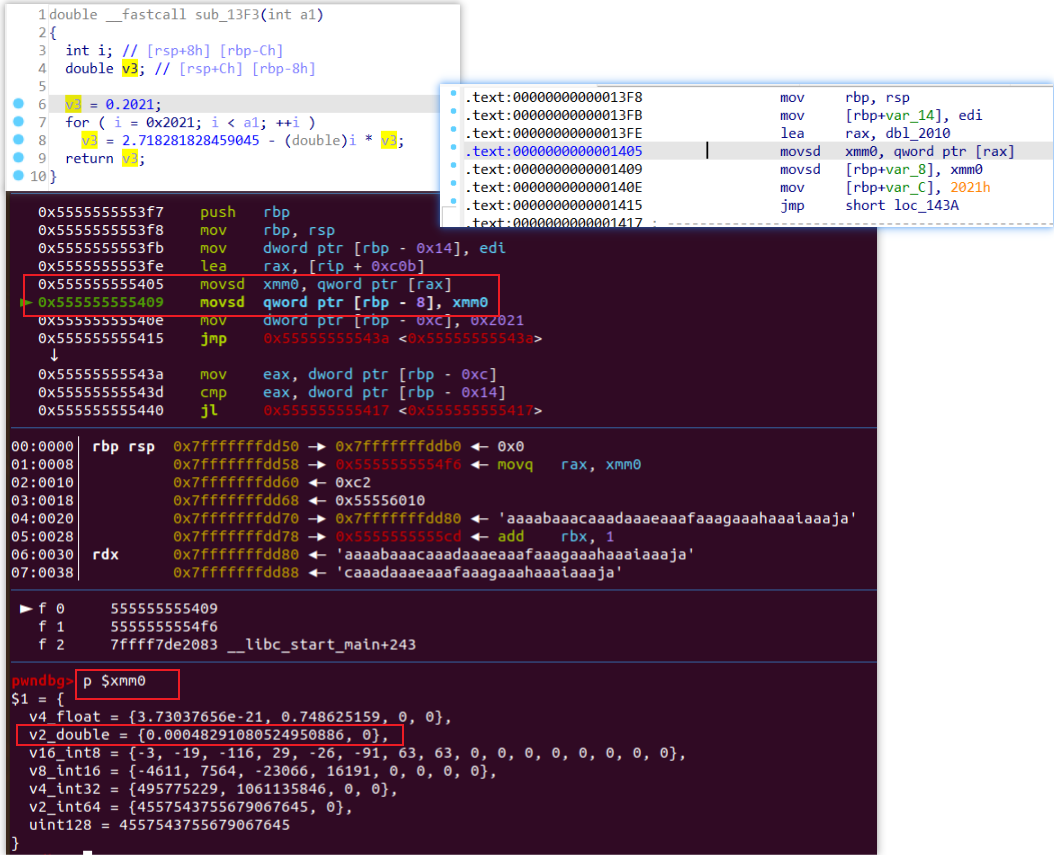 1 double __fastcall sub_13F3(int a1)
2 {
3 int i; // [rsp+8h] [rbp-Ch]
4 double v3; // [rsp+Ch] [rbp-8h]
5
6 v3 = 0.2021;
7 for ( i = 0x2021; i < a1; ++i )
8 v3 = 2.718281828459045 - (double)i * v3;
9 return v3;
10 }
.text:00000000000013F8 mov rbp, rsp
.text:00000000000013FB mov [rbp+var_14], edi
.text:00000000000013FE lea rax, dbl_2010
.text:0000000000001405 movsd xmm0, qword ptr [rax]
.text:0000000000001409 movsd [rbp+var_8], xmm0
.text:000000000000140E mov [rbp+var_C], 2021h
.text:0000000000001415 jmp short loc_143A
.text:0000000000001417 ; ---------------------------------------------
0x5555555553f7 push rbp
0x5555555553f8 mov rbp, rsp
0x5555555553fb mov dword ptr [rbp - 0x14], edi
0x5555555553fe lea rax, [rip + 0xc0b]
0x555555555405 movsd xmm0, qword ptr [rax]
► 0x555555555409 movsd qword ptr [rbp - 8], xmm0
0x55555555540e mov dword ptr [rbp - 0xc], 0x2021
0x555555555415 jmp 0x55555555543a <0x55555555543a>
↓
0x55555555543a mov eax, dword ptr [rbp - 0xc]
0x55555555543d cmp eax, dword ptr [rbp - 0x14]
0x555555555440 jl 0x555555555417 <0x555555555417>
00:0000│ rbp rsp 0x7fffffffdd50 —▸ 0x7fffffffddb0 ◂— 0x0
01:0008│ 0x7fffffffdd58 —▸ 0x5555555554f6 ◂— movq rax, xmm0
02:0010│ 0x7fffffffdd60 ◂— 0xc2
03:0018│ 0x7fffffffdd68 ◂— 0x55556010
04:0020│ 0x7fffffffdd70 —▸ 0x7fffffffdd80 ◂— 'aaaabaaacaaadaaaeaaafaaagaaahaaaiaaaja'
05:0028│ 0x7fffffffdd78 —▸ 0x5555555555cd ◂— add rbx, 1
06:0030│ rdx 0x7fffffffdd80 ◂— 'aaaabaaacaaadaaaeaaafaaagaaahaaaiaaaja'
07:0038│ 0x7fffffffdd88 ◂— 'caaadaaaeaaafaaagaaahaaaiaaaja'
► f 0 555555555409
f 1 5555555554f6
f 2 7ffff7de2083 __libc_start_main+243
pwndbg> p $xmm0
$1 = {
v4_float = {3.73037656e-21, 0.748625159, 0, 0},
v2_double = {0.00048291080524950886, 0},
v16_int8 = {-3, -19, -116, 29, -26, -91, 63, 63, 0, 0, 0, 0, 0, 0, 0, 0},
v8_int16 = {-4611, 7564, -23066, 16191, 0, 0, 0, 0},
v4_int32 = {495775229, 1061135846, 0, 0},
v2_int64 = {4557543755679067645, 0},
uint128 = 4557543755679067645
}